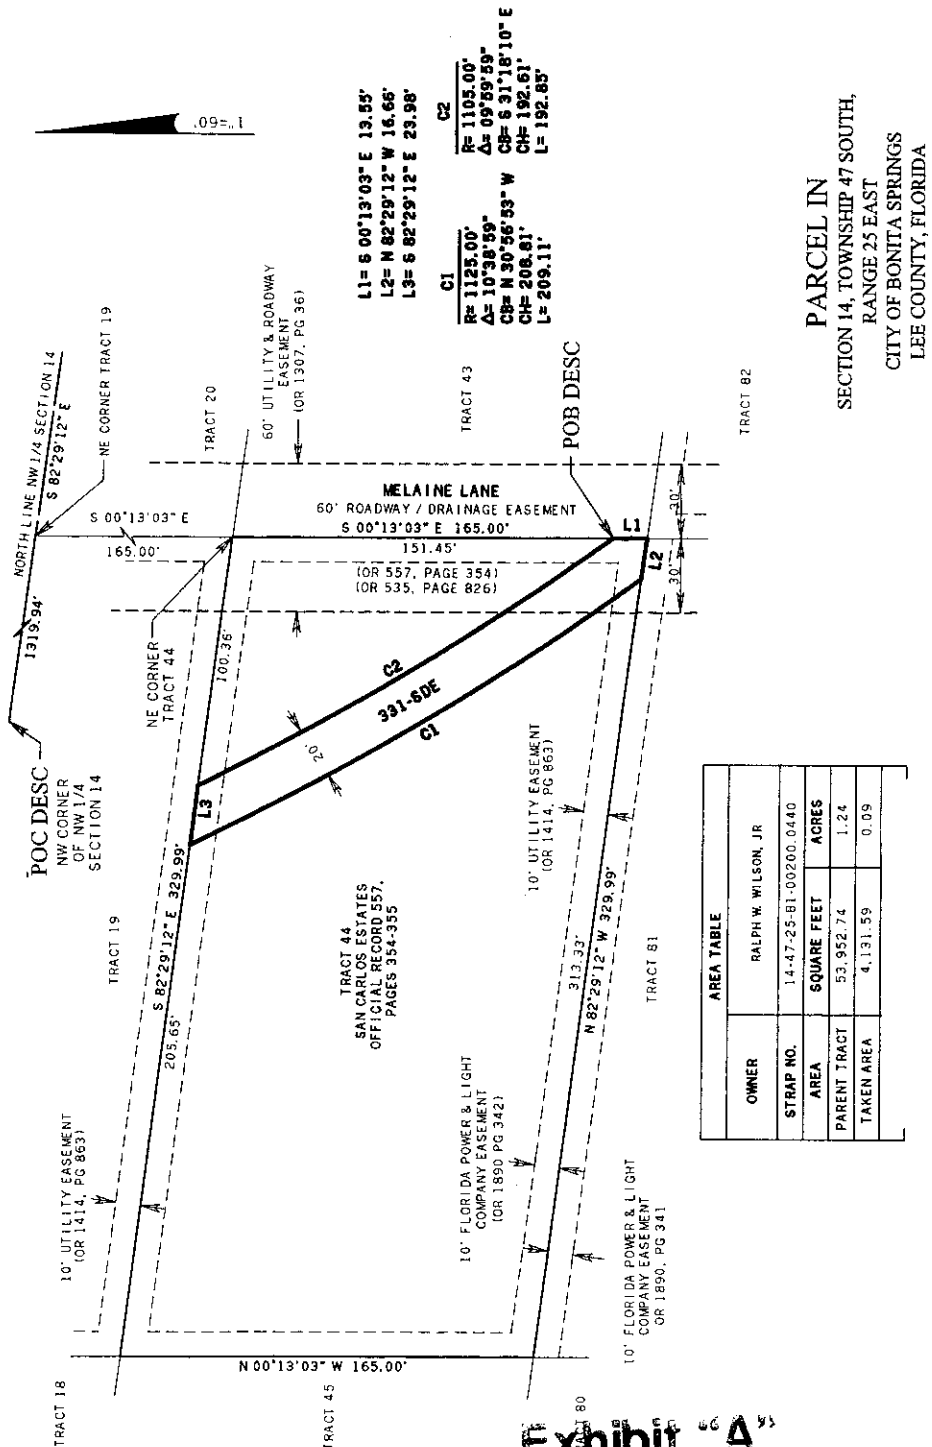 1"=60'
L1= S 00°13'03" E 13.55'
L2= N 82°29'12" W 16.66'
L3= S 82°29'12" E 23.98'
C1
R= 1125.00'
Δ= 10°38'59"
CB= N 30°56'53" W
CH= 208.81'
L= 209.11'
C2
R= 1105.00'
Δ= 09°59'59"
CB= S 31°18'10" E
CH= 192.61'
L= 192.85'
NORTH LINE NW 1/4 SECTION 14
S 82°29'12" E
1319.94'
NE CORNER TRACT 19
POC DESC
NW CORNER
OF NW 1/4
SECTION 14
S 00°13'03" E
165.00'
TRACT 20
60' UTILITY & ROADWAY
EASEMENT
(OR 1307, PG 36)
TRACT 43
POB DESC
TRACT 82
NE CORNER
TRACT 44
MELAINE LANE
60' ROADWAY / DRAINAGE EASEMENT
S 00°13'03" E 165.00'
151.45'
(OR 557, PAGE 354)
(OR 535, PAGE 826)
L1
L2
30'
30'
100.36'
C2
331-SDE
C1
20'
L3
TRACT 19
S 82°29'12" E 329.99'
205.65'
10' UTILITY EASEMENT
(OR 1414, PG 863)
TRACT 44
SAN CARLOS ESTATES
OFFICIAL RECORD 557,
PAGES 354-355
10' UTILITY EASEMENT
(OR 1414, PG 863)
313.33'
N 82°29'12" W 329.99'
TRACT 81
10' FLORIDA POWER & LIGHT
COMPANY EASEMENT
(OR 1890 PG 342)
10' FLORIDA POWER & LIGHT
COMPANY EASEMENT
OR 1890, PG 341
N 00°13'03" W 165.00'
TRACT 18
TRACT 45
ACT 80
AREA TABLE
OWNER RALPH W. WILSON, JR
STRAP NO. 14-47-25-B1-00200.0440
AREA SQUARE FEET ACRES
PARENT TRACT 53,952.74 1.24
TAKEN AREA 4,131.59 0.09
PARCEL IN
SECTION 14, TOWNSHIP 47 SOUTH,
RANGE 25 EAST
CITY OF BONITA SPRINGS
LEE COUNTY, FLORIDA
Exhibit "A"